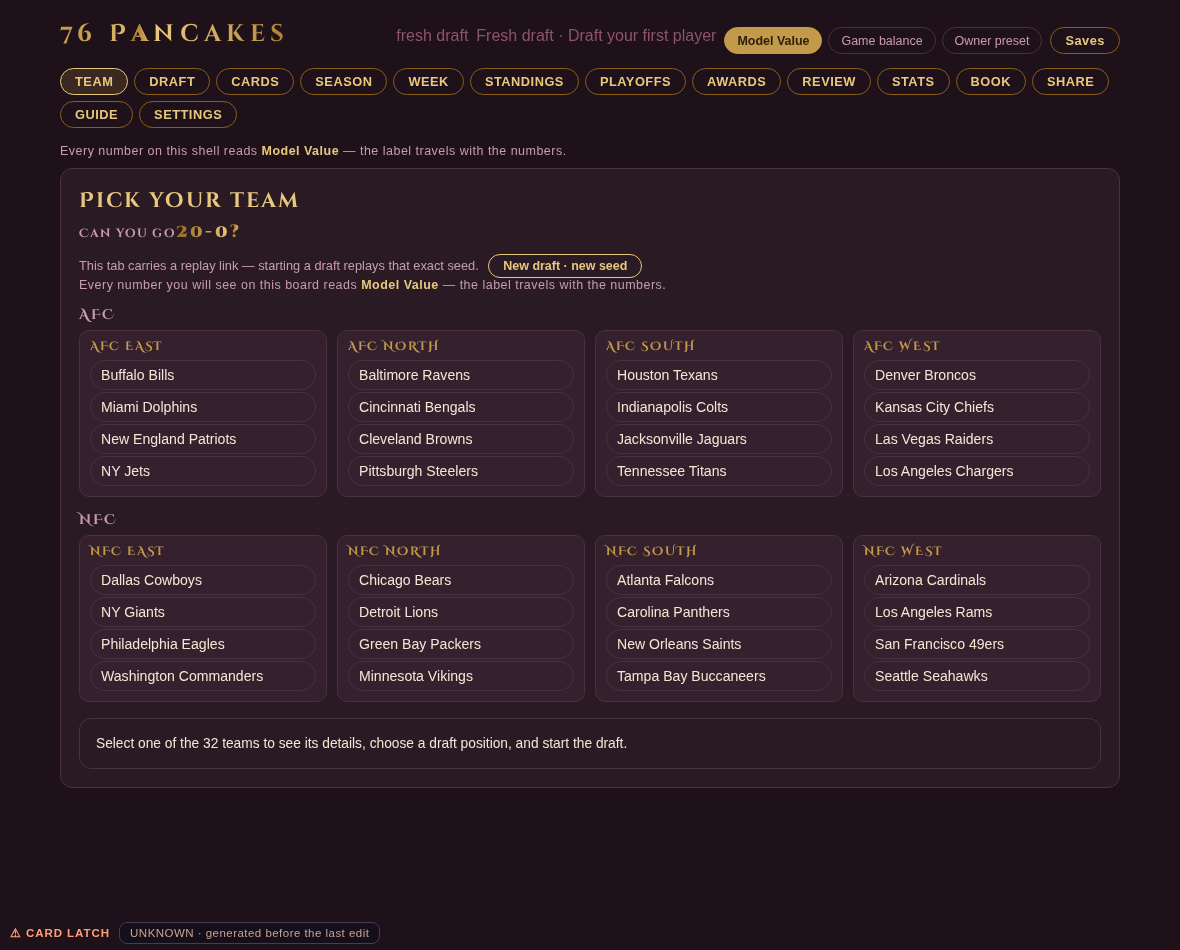 76 Pancakes
fresh draft Fresh draft · Draft your first player Model Value Game balance Owner preset Saves
TEAM DRAFT CARDS SEASON WEEK STANDINGS PLAYOFFS AWARDS REVIEW STATS BOOK SHARE
GUIDE SETTINGS
Every number on this shell reads Model Value — the label travels with the numbers.
Pick your team
Can you go 20-0?
This tab carries a replay link — starting a draft replays that exact seed. New draft · new seed
Every number you will see on this board reads Model Value — the label travels with the numbers.
AFC
AFC East AFC North AFC South AFC West
Buffalo Bills Baltimore Ravens Houston Texans Denver Broncos
Miami Dolphins Cincinnati Bengals Indianapolis Colts Kansas City Chiefs
New England Patriots Cleveland Browns Jacksonville Jaguars Las Vegas Raiders
NY Jets Pittsburgh Steelers Tennessee Titans Los Angeles Chargers
NFC
NFC East NFC North NFC South NFC West
Dallas Cowboys Chicago Bears Atlanta Falcons Arizona Cardinals
NY Giants Detroit Lions Carolina Panthers Los Angeles Rams
Philadelphia Eagles Green Bay Packers New Orleans Saints San Francisco 49ers
Washington Commanders Minnesota Vikings Tampa Bay Buccaneers Seattle Seahawks
Select one of the 32 teams to see its details, choose a draft position, and start the draft.
⚠ CARD LATCH UNKNOWN · generated before the last edit